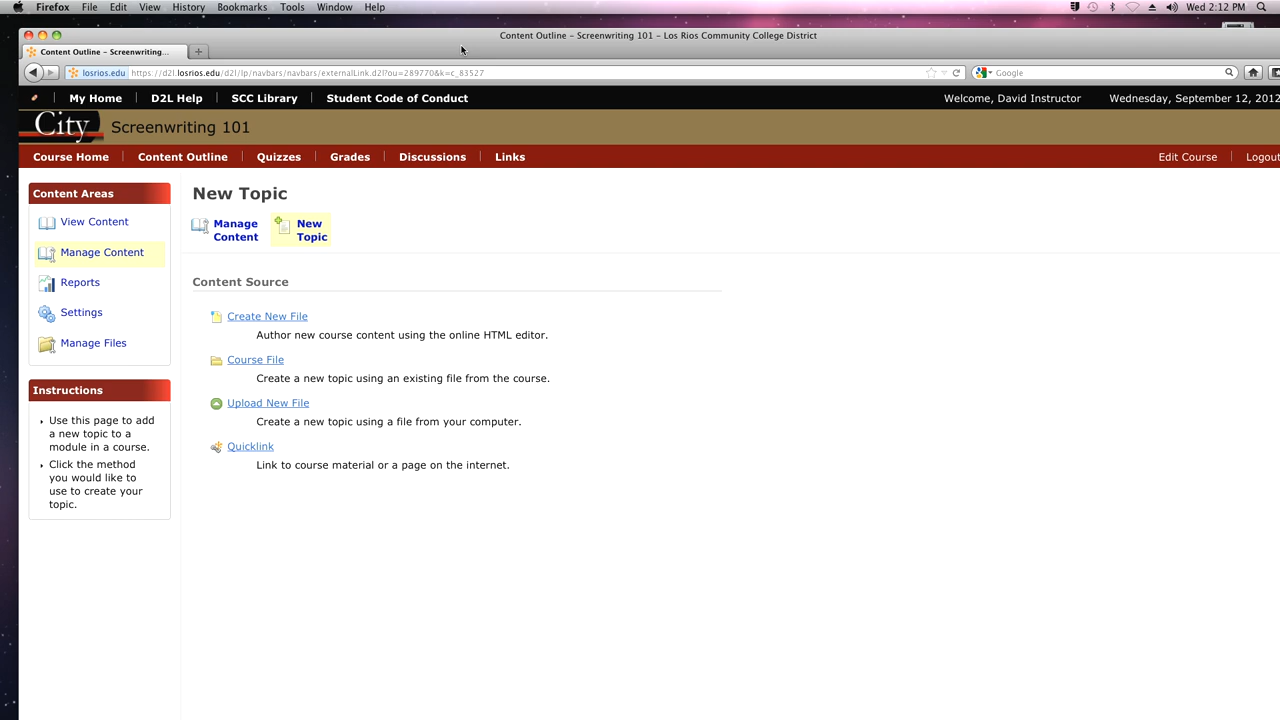 Firefox File Edit View History Bookmarks Tools Window Help Wed 2:12 PM
Content Outline – Screenwriting 101 – Los Rios Community College District
Content Outline – Screenwriting...
losrios.edu https://d2l.losrios.edu/d2l/lp/navbars/navbars/externalLink.d2l?ou=289770&k=c_83527 Google
My Home D2L Help SCC Library Student Code of Conduct Welcome, David Instructor Wednesday, September 12, 2012
City Screenwriting 101
Course Home Content Outline Quizzes Grades Discussions Links Edit Course Logout
Content Areas
View Content
Manage Content
Reports
Settings
Manage Files
Instructions
Use this page to add
a new topic to a
module in a course.
Click the method
you would like to
use to create your
topic.
New Topic
Manage
Content
New
Topic
Content Source
Create New File
Author new course content using the online HTML editor.
Course File
Create a new topic using an existing file from the course.
Upload New File
Create a new topic using a file from your computer.
Quicklink
Link to course material or a page on the internet.